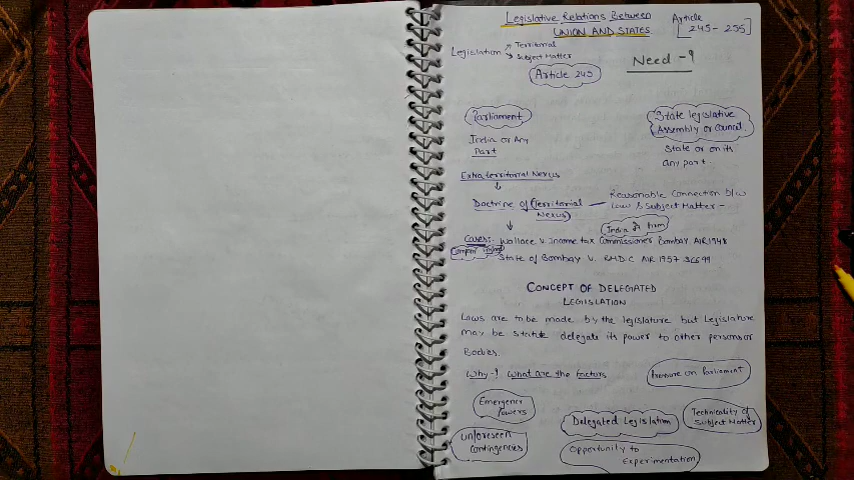 Legislative Relations Between
UNION AND STATES
Article
[245-255]
Legislation → Territorial
→ Subject Matter
Need - ?
Article 245
Parliament
State legislative
Assembly or Council
India or Any
Part
State or on its
any part.
Extraterritorial Nexus
↓
Doctrine of (Territorial
Nexus)
— Reasonable Connection b/w
Law & Subject Matter -
↓
Cases: Wallace v. Income tax Commissioner Bombay AIR 1948
State of Bombay V. RMDC AIR 1957 SC 699
CONCEPT OF DELEGATED
LEGISLATION
Laws are to be made by the legislature but Legislature
may be statute delegate its power to other persons or
Bodies.
Why-? What are the factors
Pressure on Parliament
Emergency
Powers
Delegated Legislation
Technicality of
Subject Matter
Unforeseen
Contingencies
Opportunity to
Experimentation